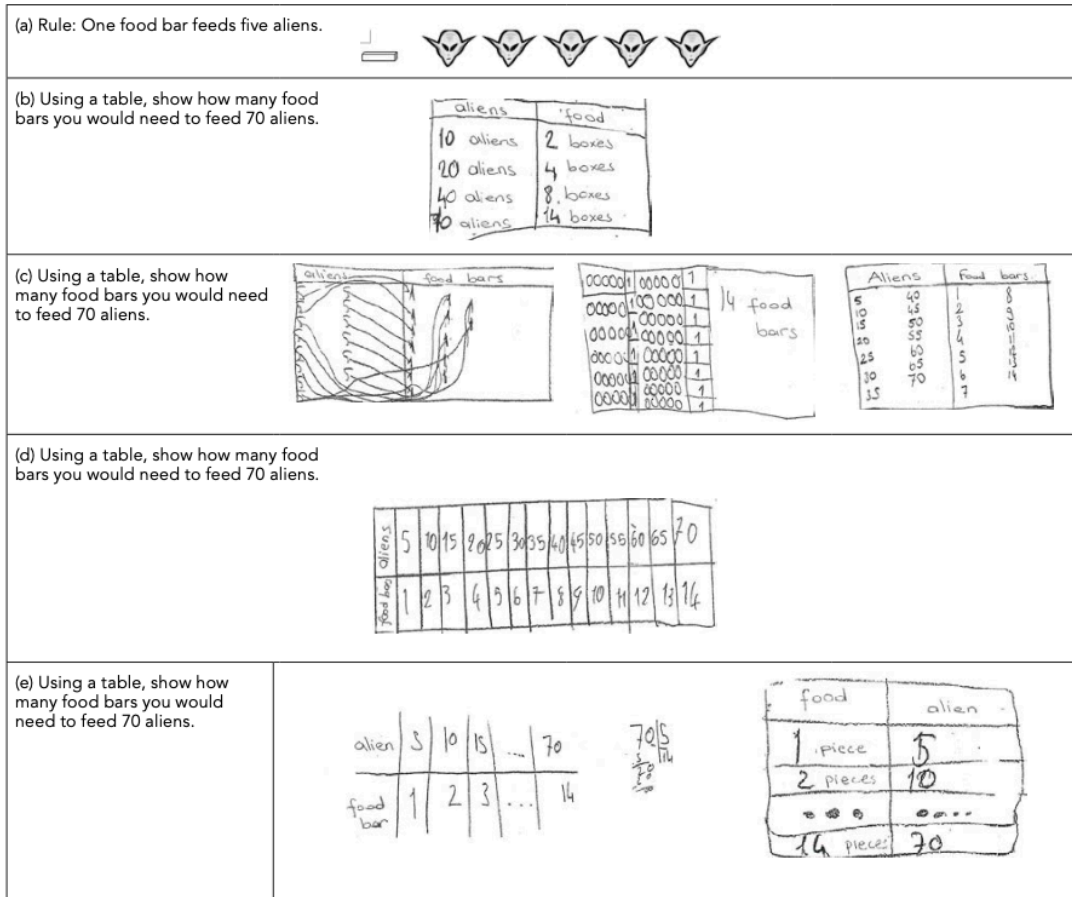 (a) Rule: One food bar feeds five aliens.
(b) Using a table, show how many food
bars you would need to feed 70 aliens.
aliens food
10 aliens 2 boxes
20 aliens 4 boxes
40 aliens 8 boxes
70 aliens 14 boxes
(c) Using a table, show how
many food bars you would need
to feed 70 aliens.
aliens food bars
14 food
bars
Aliens Food bars
5 40 1 8
10 45 2 9
15 50 3 10
20 55 4 11
25 60 5 12
30 65 6 13
35 70 7 14
(d) Using a table, show how many food
bars you would need to feed 70 aliens.
aliens 5 10 15 20 25 30 35 40 45 50 55 60 65 70
food bag 1 2 3 4 5 6 7 8 9 10 11 12 13 14
(e) Using a table, show how
many food bars you would
need to feed 70 aliens.
alien 5 10 15 ... 70
food
bar 1 2 3 ... 14
70 5
14
food alien
1 piece 5
2 pieces 10
... ....
14 pieces 70